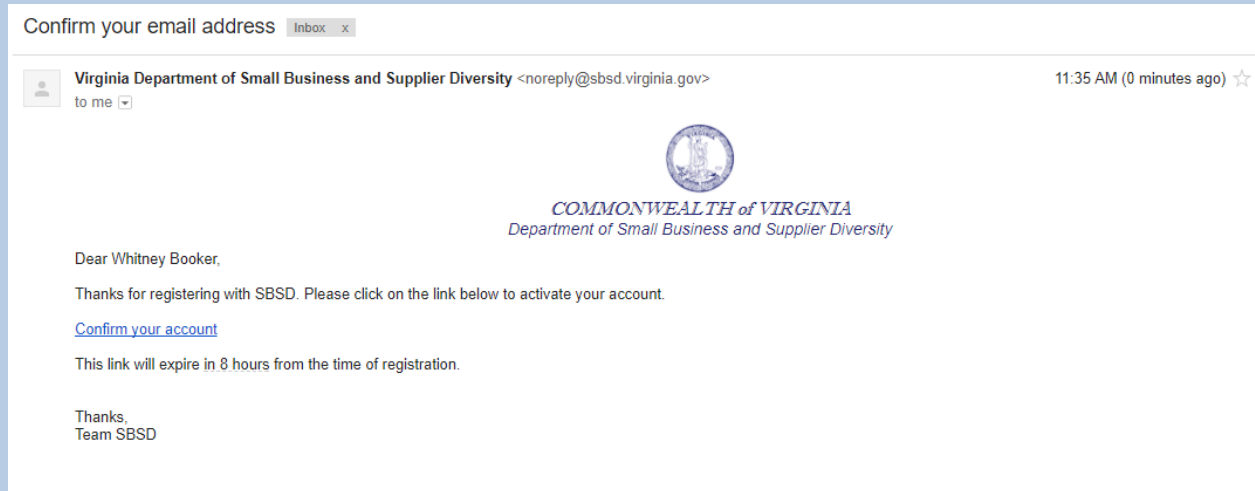 Confirm your email address Inbox x
Virginia Department of Small Business and Supplier Diversity <noreply@sbsd.virginia.gov> 11:35 AM (0 minutes ago)
to me
VIRGINIA
COMMONWEALTH of VIRGINIA
Department of Small Business and Supplier Diversity
Dear Whitney Booker,
Thanks for registering with SBSD. Please click on the link below to activate your account.
Confirm your account
This link will expire in 8 hours from the time of registration.
Thanks,
Team SBSD